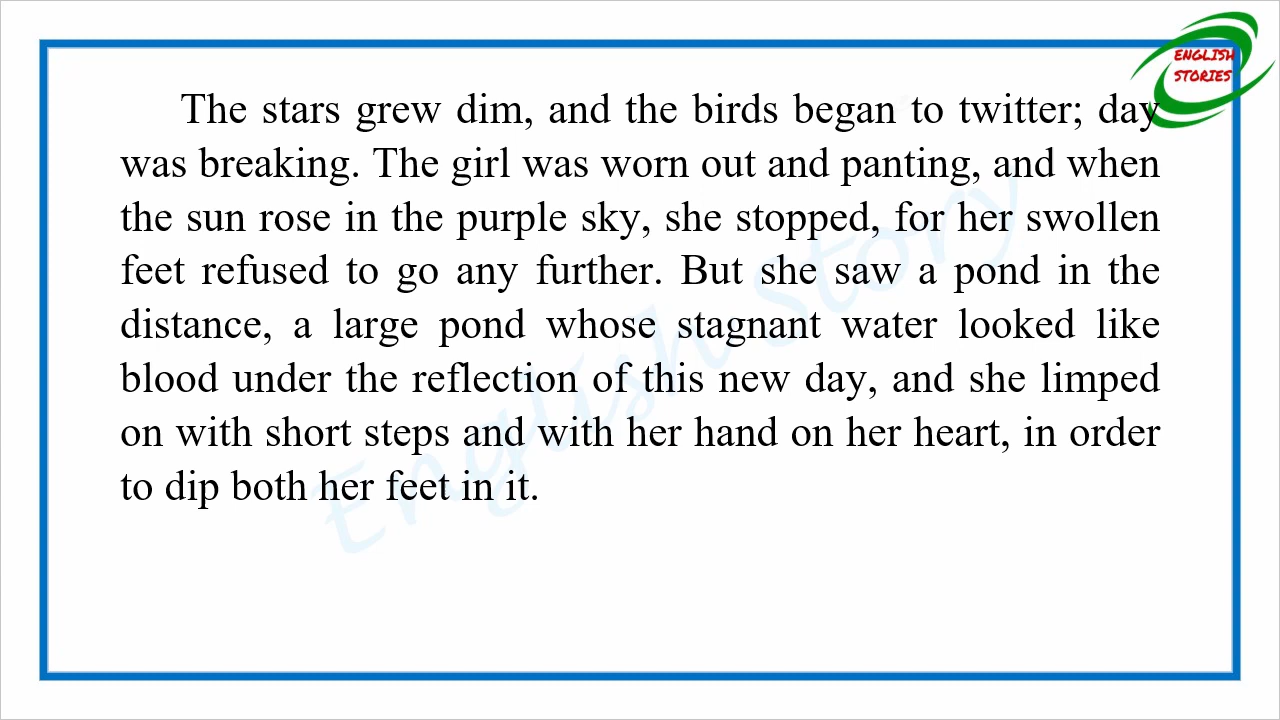 ENGLISH
STORIES
The stars grew dim, and the birds began to twitter; day
was breaking. The girl was worn out and panting, and when
the sun rose in the purple sky, she stopped, for her swollen
feet refused to go any further. But she saw a pond in the
distance, a large pond whose stagnant water looked like
blood under the reflection of this new day, and she limped
on with short steps and with her hand on her heart, in order
to dip both her feet in it.
English Story